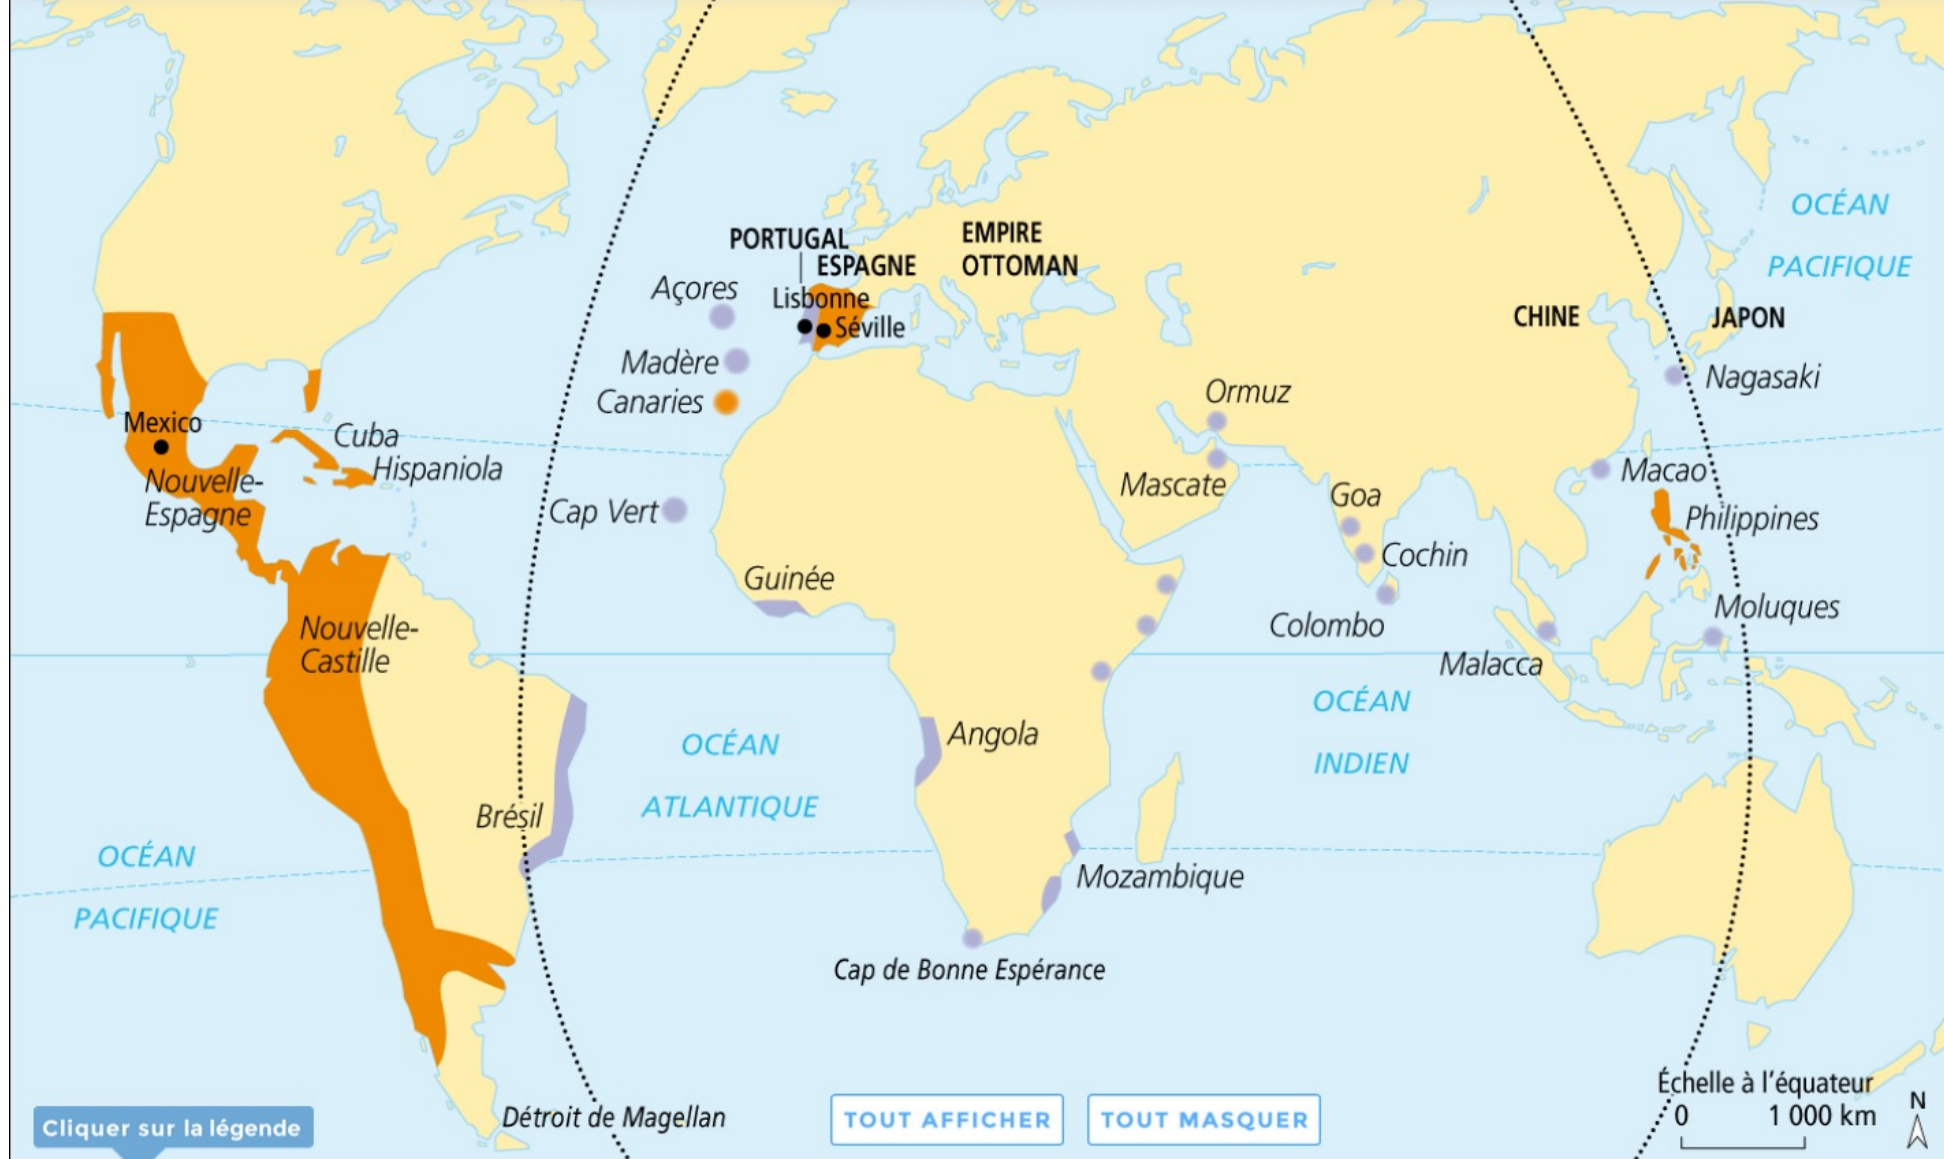 OCÉAN
PACIFIQUE
PORTUGAL
ESPAGNE
EMPIRE
OTTOMAN
Açores
Lisbonne
Séville
CHINE
JAPON
Madère
Nagasaki
Canaries
Ormuz
Mexico
Cuba
Hispaniola
Nouvelle-
Espagne
Mascate
Goa
Macao
Cap Vert
Philippines
Cochin
Guinée
Moluques
Colombo
Nouvelle-
Castille
Malacca
OCÉAN
INDIEN
Angola
OCÉAN
ATLANTIQUE
Brésil
OCÉAN
PACIFIQUE
Mozambique
Cap de Bonne Espérance
Échelle à l'équateur
0 1 000 km
N
Détroit de Magellan
Cliquer sur la légende
TOUT AFFICHER
TOUT MASQUER